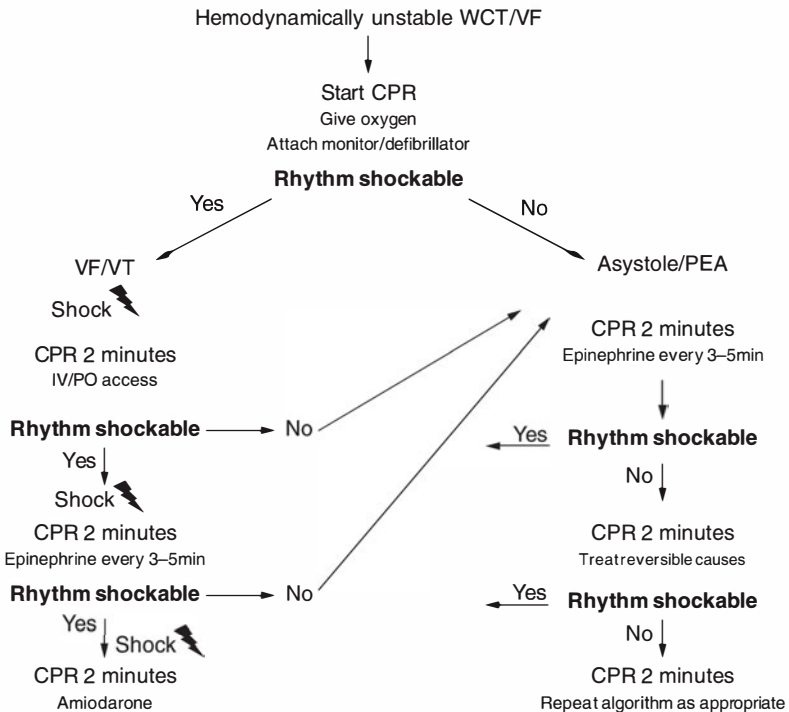 Hemodynamically unstable WCT/VF
Start CPR
Give oxygen
Attach monitor/defibrillator
Rhythm shockable
Yes
No
VF/VT
Shock
CPR 2 minutes
IV/PO access
Rhythm shockable
No
Yes
Shock
CPR 2 minutes
Epinephrine every 3–5min
Rhythm shockable
No
Yes
Shock
CPR 2 minutes
Amiodarone
Asystole/PEA
CPR 2 minutes
Epinephrine every 3–5min
Yes
Rhythm shockable
No
CPR 2 minutes
Treat reversible causes
Yes
Rhythm shockable
No
CPR 2 minutes
Repeat algorithm as appropriate